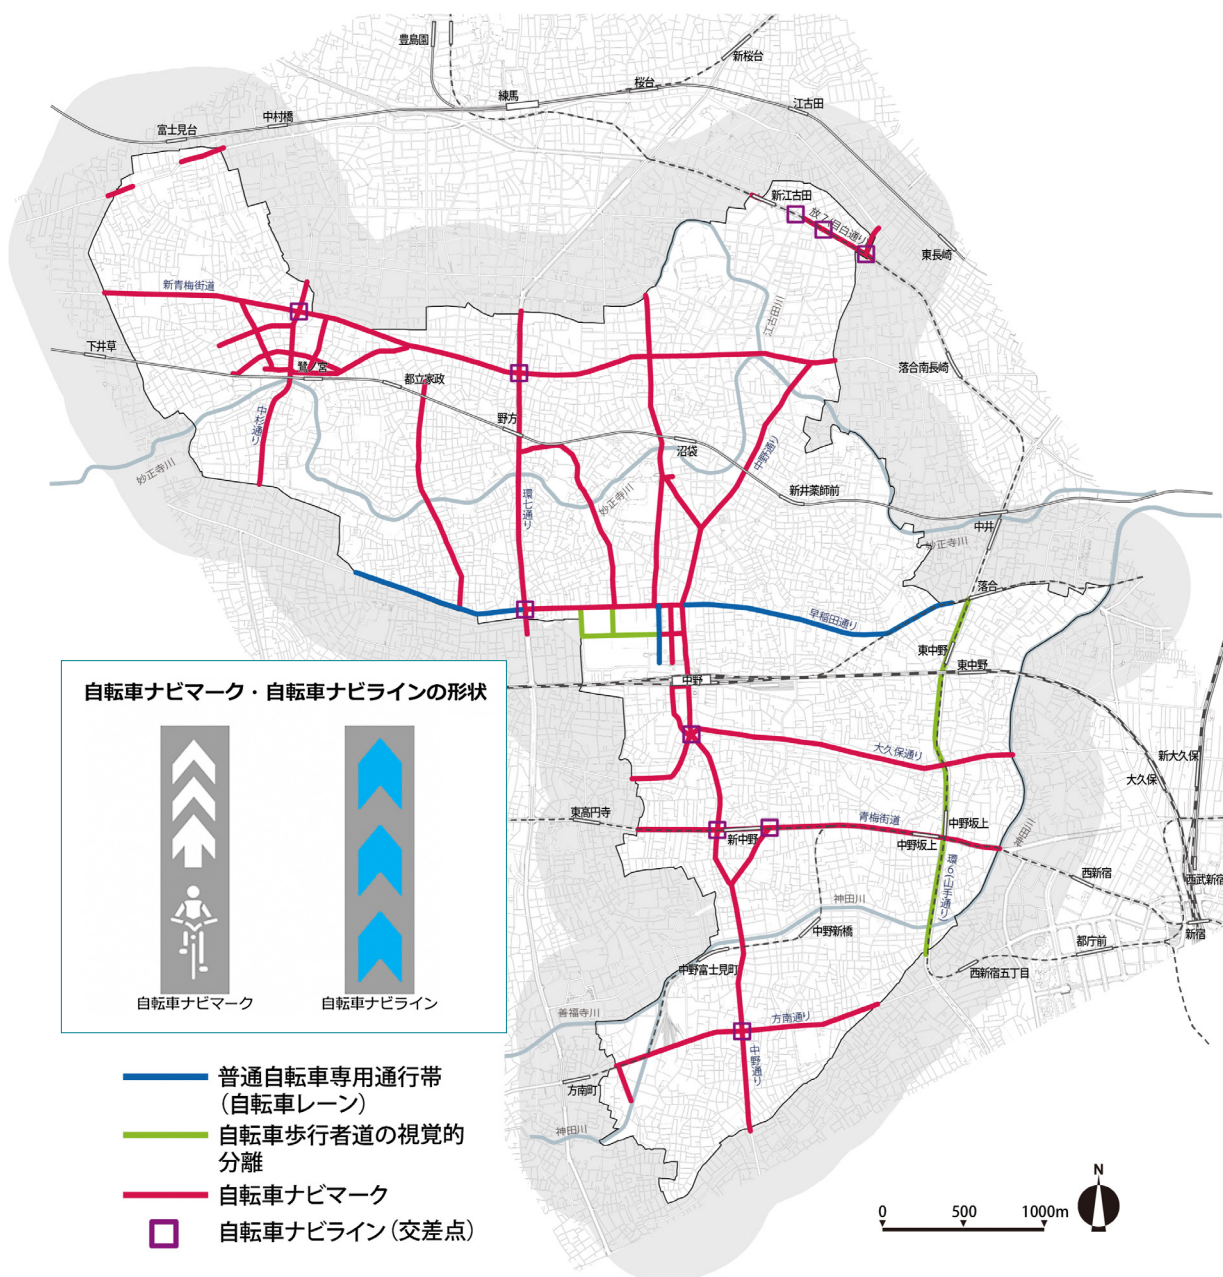 豊島園
新桜台
桜台
練馬
江古田
中村橋
富士見台
新江古田
放7(目白通り)
東長崎
新青梅街道
江古田川
下井草
鷺ノ宮
都立家政
落合南長崎
中杉通り
野方
沼袋
中野通り
妙正寺川
新井薬師前
環七通り
妙正寺川
中井
妙正寺川
落合
早稲田通り
東中野
東中野
中野
自転車ナビマーク・自転車ナビラインの形状
大久保通り
新大久保
大久保
東高円寺
新中野
青梅街道
中野坂上
中野坂上
神田川
環6(山手通り)
西新宿
西武新宿
神田川
中野新橋
新宿
都庁前
中野富士見町
西新宿五丁目
自転車ナビマーク
自転車ナビライン
善福寺川
方南通り
中野通り
方南町
神田川
普通自転車専用通行帯
(自転車レーン)
自転車歩行者道の視覚的
分離
自転車ナビマーク
自転車ナビライン(交差点)
N
0 500 1000m